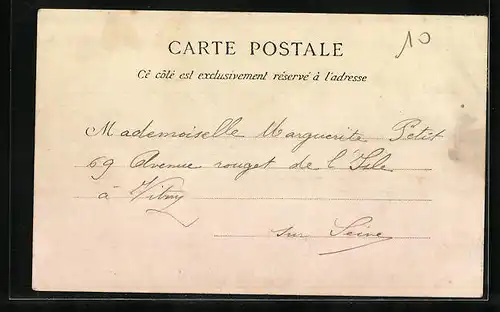 10
CARTE POSTALE
Cè côté est exclusivement réservé à l'adresse
Mademoiselle Marguerite Petit
69 Avenue rouget de l'Isle
à Vitry
sur Seine